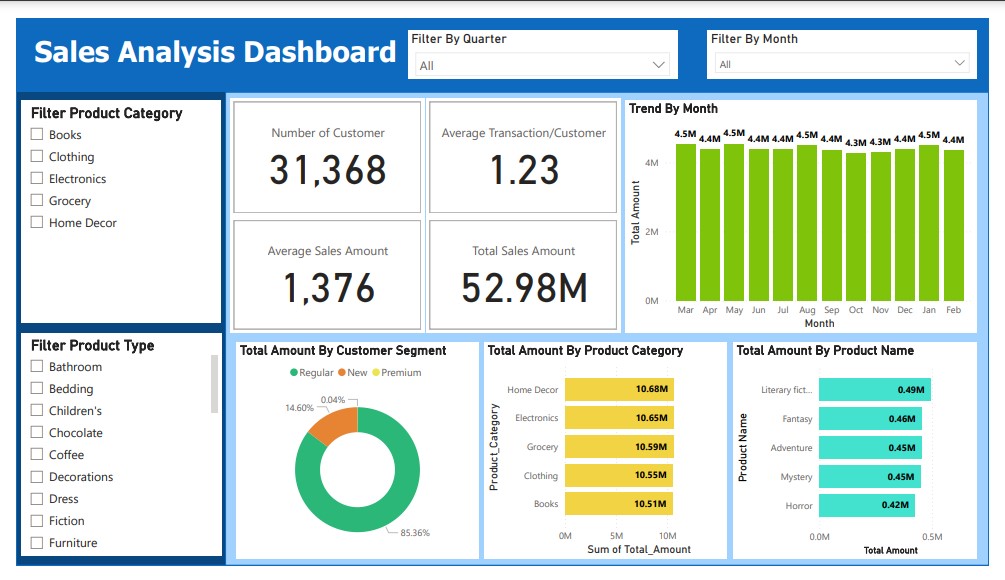 Sales Analysis Dashboard
Filter By Quarter
All
Filter By Month
All
Filter Product Category
Books
Clothing
Electronics
Grocery
Home Decor
Filter Product Type
Bathroom
Bedding
Children's
Chocolate
Coffee
Decorations
Dress
Fiction
Furniture
Number of Customer
31,368
Average Transaction/Customer
1.23
Average Sales Amount
1,376
Total Sales Amount
52.98M
Trend By Month
4.5M 4.4M 4.5M 4.4M 4.4M 4.5M 4.4M 4.3M 4.3M 4.4M 4.5M 4.4M
Total Amount
4M
2M
0M
Mar Apr May Jun Jul Aug Sep Oct Nov Dec Jan Feb
Month
Total Amount By Customer Segment
Regular New Premium
0.04%
14.60%
85.36%
Total Amount By Product Category
Product_Category
Home Decor 10.68M
Electronics 10.65M
Grocery 10.59M
Clothing 10.55M
Books 10.51M
0M 5M 10M
Sum of Total_Amount
Total Amount By Product Name
Product Name
Literary fict... 0.49M
Fantasy 0.46M
Adventure 0.45M
Mystery 0.45M
Horror 0.42M
0.0M 0.5M
Total Amount